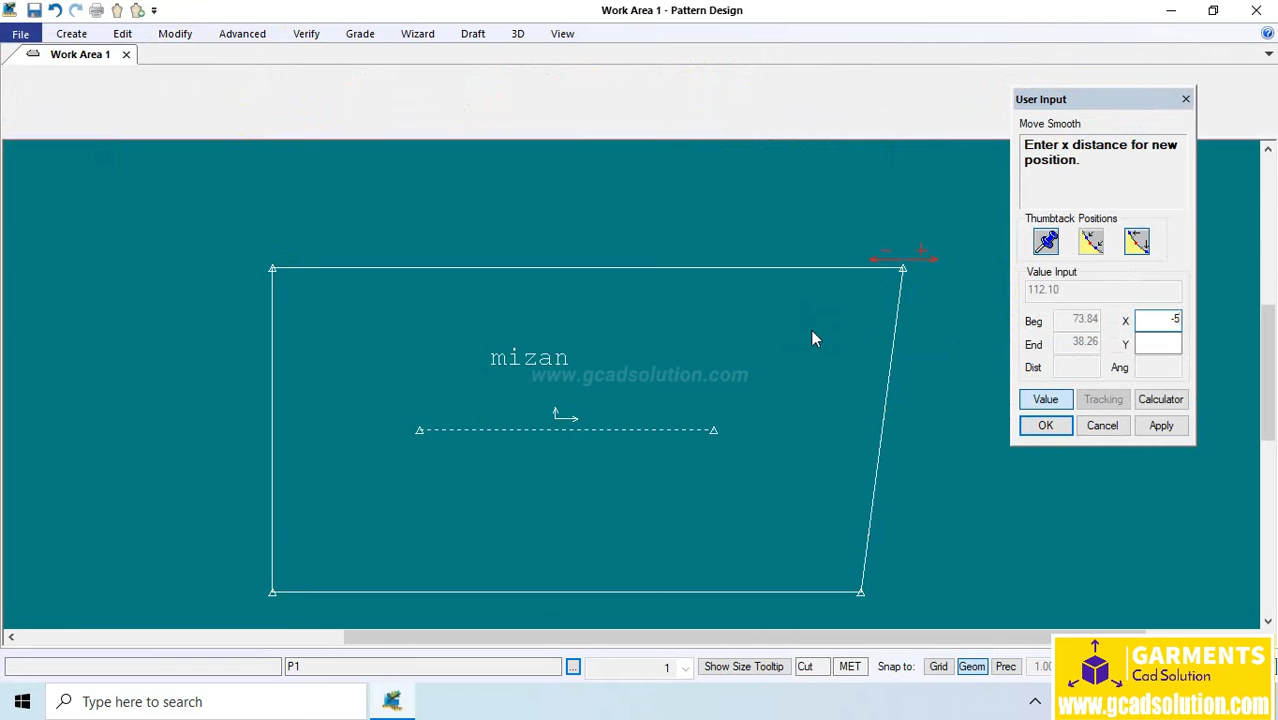 Work Area 1 - Pattern Design
File Create Edit Modify Advanced Verify Grade Wizard Draft 3D View
Work Area 1
User Input
Move Smooth
Enter x distance for new
position.
Thumbtack Positions
Value Input
112.10
Beg 73.84 X -5
End 38.26 Y
Dist Ang
Value Tracking Calculator
OK Cancel Apply
- +
mizan
www.gcadsolution.com
P1 ... 1 Show Size Tooltip Cut MET Snap to: Grid Geom Prec 1.00
GARMENTS
Cad Solution
www.gcadsolution.com
Type here to search